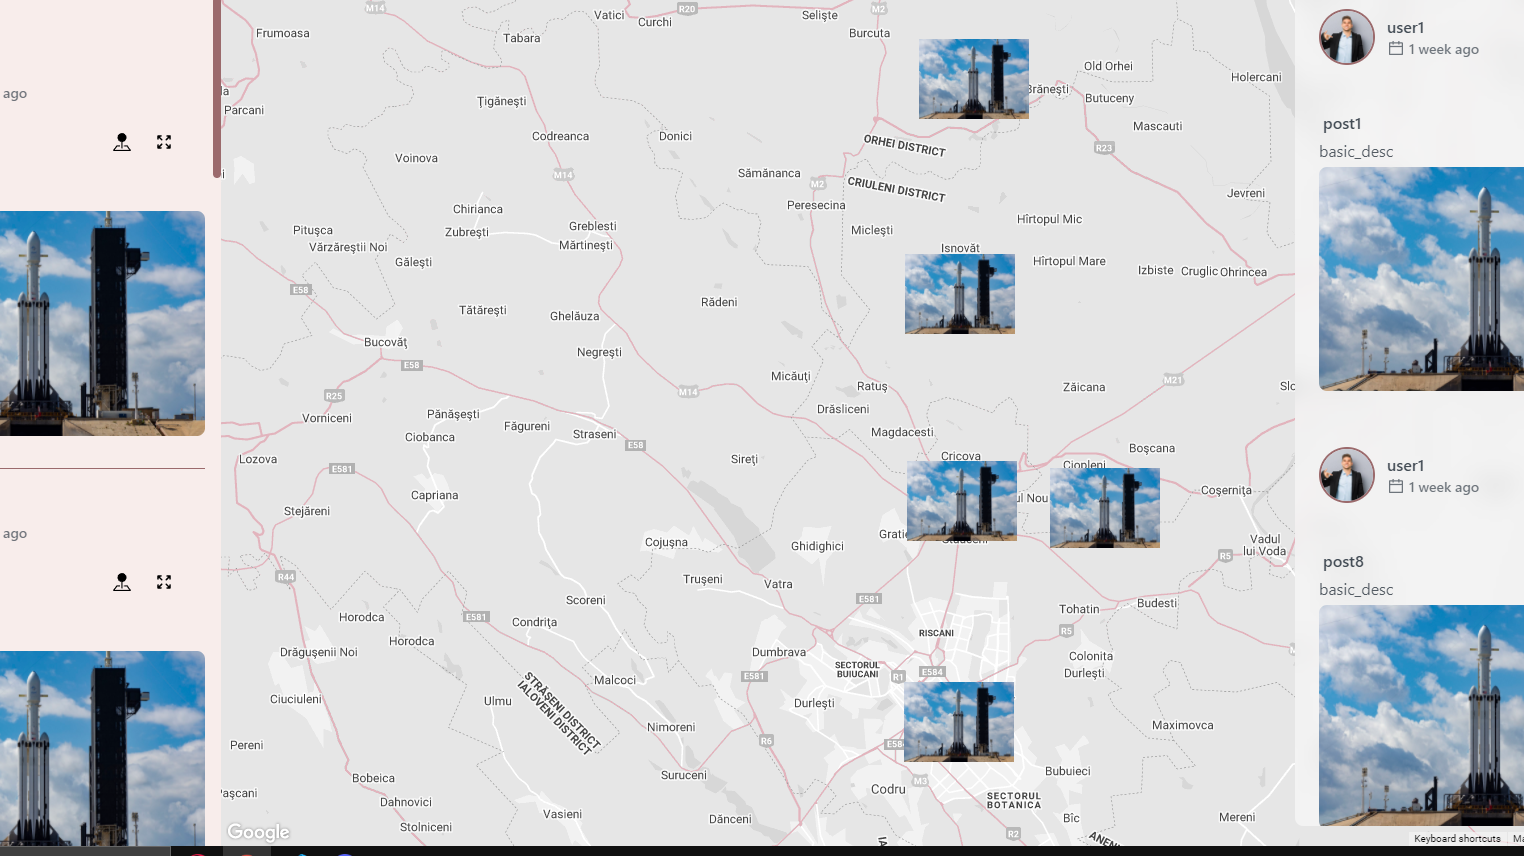 ago
ago
M14
R20
M2
Frumoasa
Vatici
Curchi
Seliște
Burcuta
Tabara
Old Orhei
Holercani
Parcani
Țigănești
Brănești
Butuceny
Codreanca
Donici
Mascauti
ORHEI DISTRICT
R23
Voinova
M14
Sămănanca
M2
CRIULENI DISTRICT
Jevreni
Peresecina
Chirianca
Hîrtopul Mic
Pitușca
Zubrești
Greblesti
Miclești
Vărzăreștii Noi
Mărtinești
Isnovăt
Gălești
Hîrtopul Mare
Izbiste
Cruglic
Ohrincea
E58
Rădeni
Tătărești
Ghelăuza
Bucovăț
Negrești
E58
Micăuți
Ratuș
Zăicana
M21
Slo
R25
M14
Vorniceni
Pănășești
Drăsliceni
Făgureni
Ciobanca
Straseni
E58
Magdacesti
Boșcana
Lozova
E581
Sireți
Cricova
Ciopleni
Capriana
ul Nou
Coșernița
Stejăreni
Cojușna
Ghidighici
Grati
Stauceni
Vadul
lui Voda
R5
R44
Trușeni
Vatra
Scoreni
E581
Tohatin
Budesti
Horodca
E581
Condrița
RISCANI
R5
Horodca
Drăgușenii Noi
Dumbrava
SECTORUL
BUIUCANI
Colonita
Durlești
E581
R1
E584
Malcoci
STRĂȘENI DISTRICT
IALOVENI DISTRICT
Ciuciuleni
Ulmu
Durlești
Nimoreni
Maximovca
Pereni
R6
E58
Suruceni
Bubuieci
Bobeica
M3
Codru
Pașcani
Dahnovici
SECTORUL
BOTANICA
Vasieni
Dănceni
Bîc
Mereni
Stolniceni
R2
ANEN
IA
Google
Keyboard shortcuts
Ma
user1
1 week ago
post1
basic_desc
user1
1 week ago
post8
basic_desc